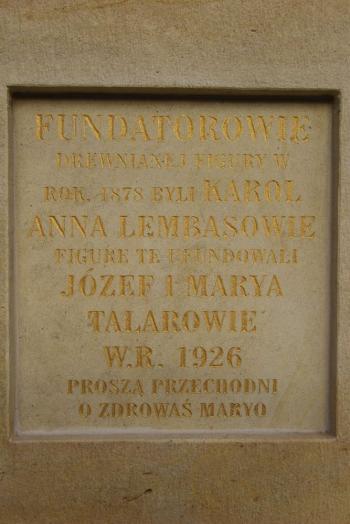 FUNDATOROWIE
DREWNIANEJ FIGURY W
ROK. 1878 BYLI KAROL
ANNA LEMBASOWIE
FIGURE TE UFUNDOWALI
JÓZEF I MARYA
TALAROWIE
W.R. 1926
PROSZĄ PRZECHODNI
O ZDROWAŚ MARYO